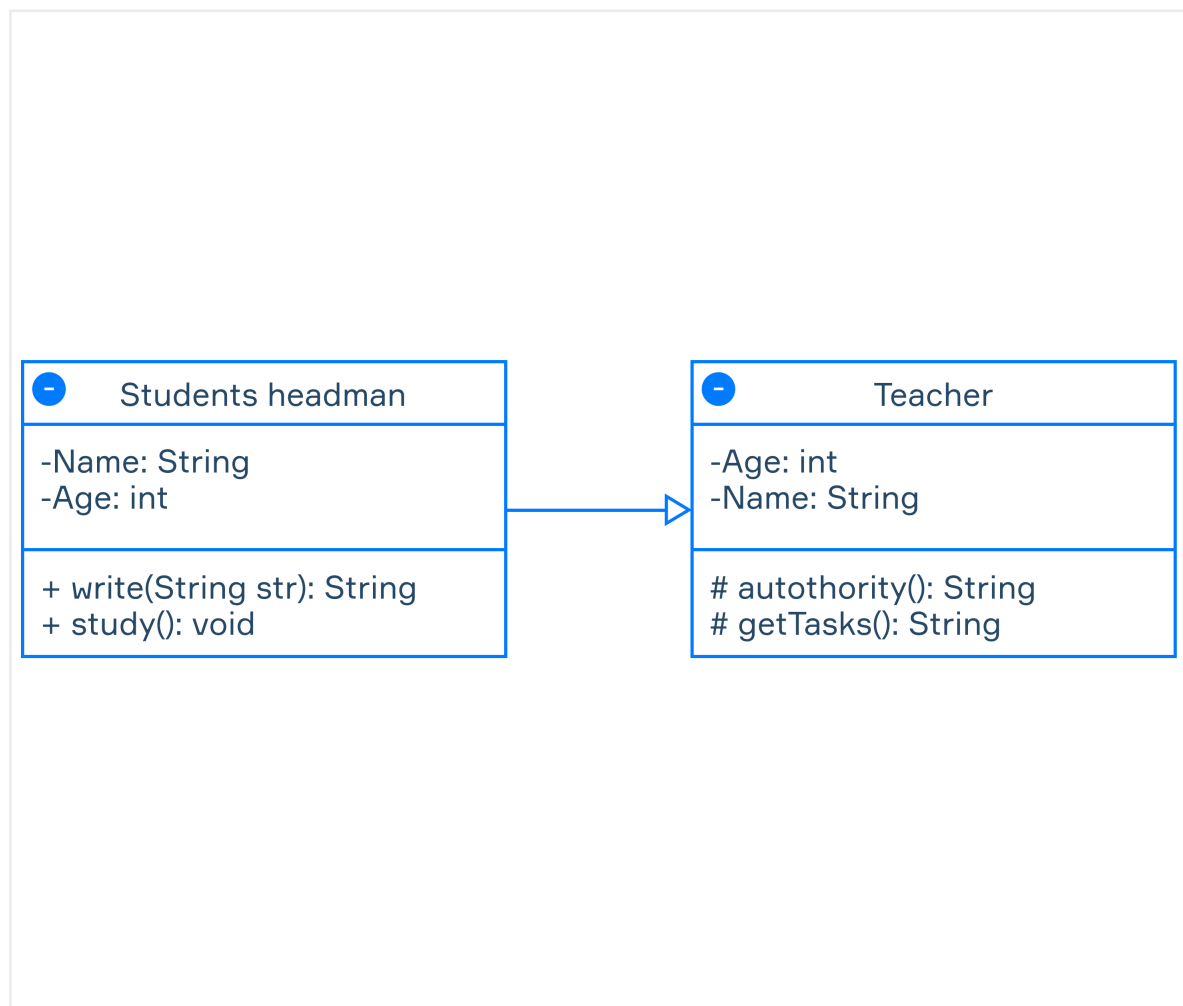 Students headman
-Name: String
-Age: int
+ write(String str): String
+ study(): void
Teacher
-Age: int
-Name: String
# autothority(): String
# getTasks(): String